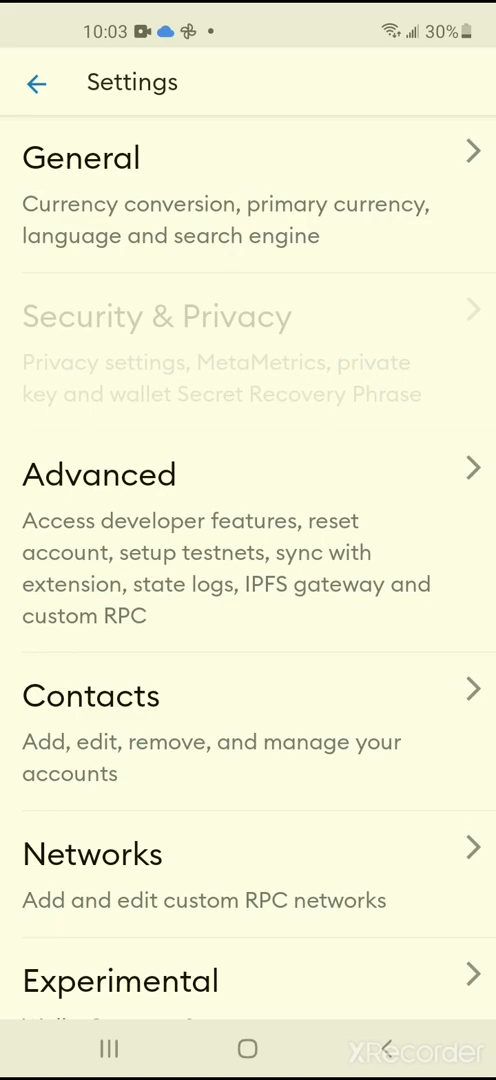 10:03
30%
Settings
General
Currency conversion, primary currency,
language and search engine
Security & Privacy
Privacy settings, MetaMetrics, private
key and wallet Secret Recovery Phrase
Advanced
Access developer features, reset
account, setup testnets, sync with
extension, state logs, IPFS gateway and
custom RPC
Contacts
Add, edit, remove, and manage your
accounts
Networks
Add and edit custom RPC networks
Experimental
XRecorder